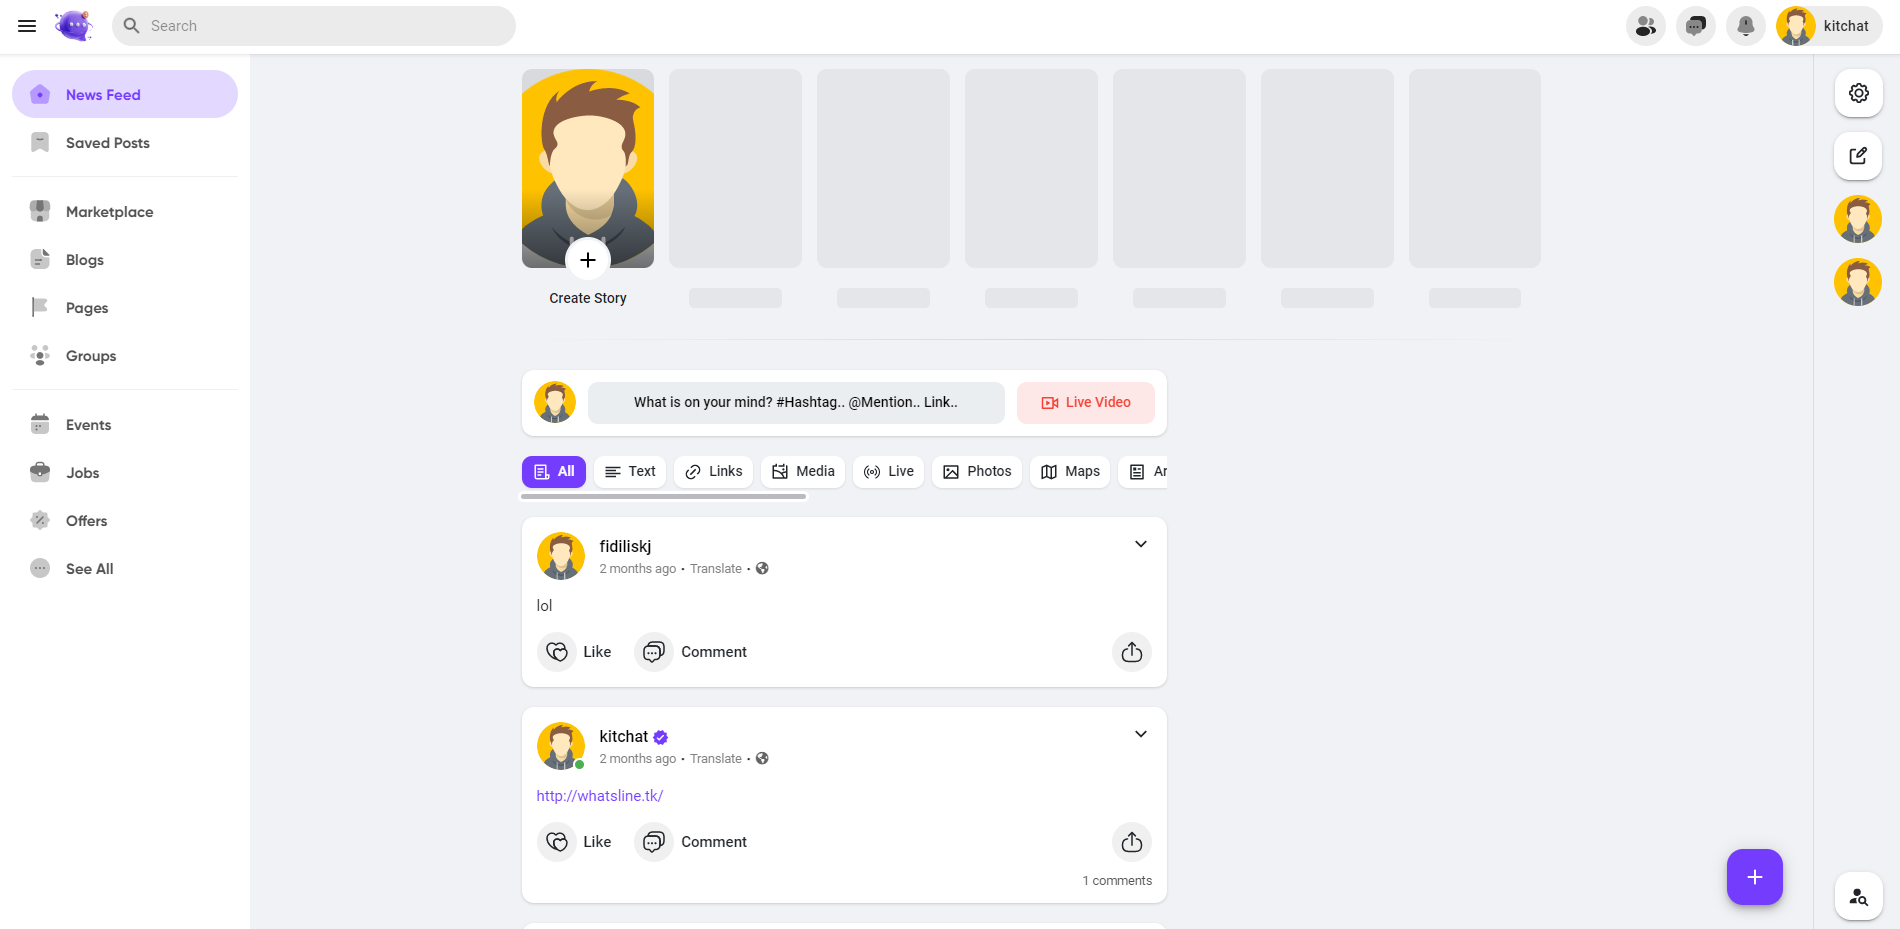 Search
kitchat
News Feed
Saved Posts
Marketplace
Blogs
Pages
Groups
Events
Jobs
Offers
See All
Create Story
What is on your mind? #Hashtag.. @Mention.. Link..
Live Video
All Text Links Media Live Photos Maps Ar
fidiliskj
2 months ago • Translate •
lol
Like Comment
kitchat
2 months ago • Translate •
http://whatsline.tk/
Like Comment
1 comments